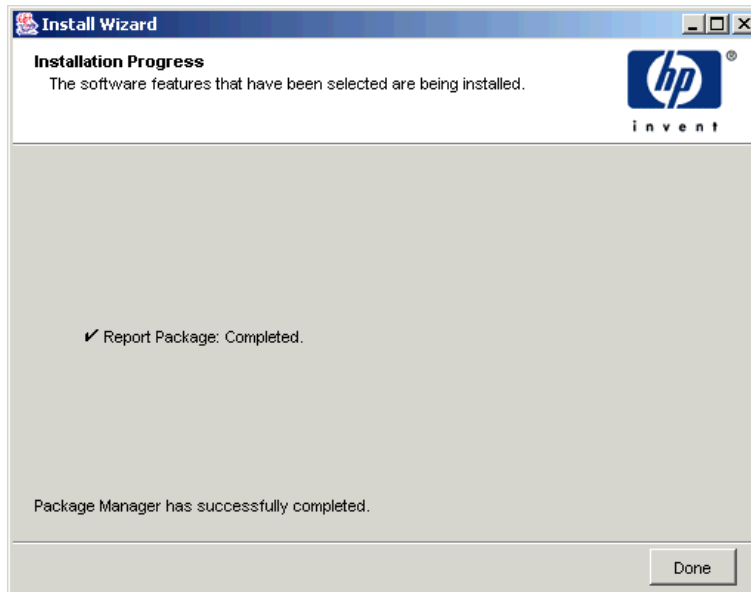 Install Wizard
Installation Progress
The software features that have been selected are being installed.
hp
®
invent
✔ Report Package: Completed.
Package Manager has successfully completed.
Done